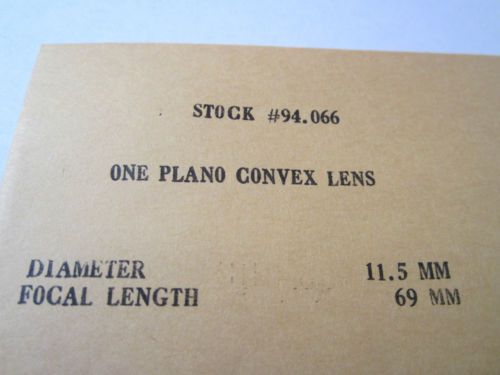 STOCK #94.066
ONE PLANO CONVEX LENS
DIAMETER 11.5 MM
FOCAL LENGTH 69 MM